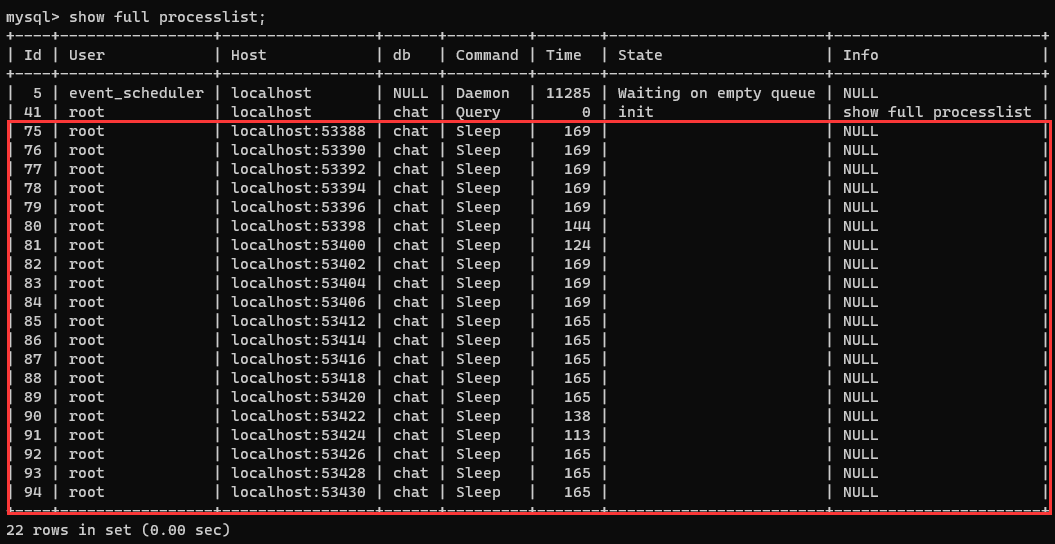 mysql> show full processlist;
+----+-----------------+-----------------+------+---------+-------+------------------------+-----------------------+
| Id | User            | Host            | db   | Command | Time  | State                  | Info                  |
+----+-----------------+-----------------+------+---------+-------+------------------------+-----------------------+
|  5 | event_scheduler | localhost       | NULL | Daemon  | 11285 | Waiting on empty queue | NULL                  |
| 41 | root            | localhost       | chat | Query   |     0 | init                   | show full processlist |
| 75 | root            | localhost:53388 | chat | Sleep   |   169 |                        | NULL                  |
| 76 | root            | localhost:53390 | chat | Sleep   |   169 |                        | NULL                  |
| 77 | root            | localhost:53392 | chat | Sleep   |   169 |                        | NULL                  |
| 78 | root            | localhost:53394 | chat | Sleep   |   169 |                        | NULL                  |
| 79 | root            | localhost:53396 | chat | Sleep   |   169 |                        | NULL                  |
| 80 | root            | localhost:53398 | chat | Sleep   |   144 |                        | NULL                  |
| 81 | root            | localhost:53400 | chat | Sleep   |   124 |                        | NULL                  |
| 82 | root            | localhost:53402 | chat | Sleep   |   169 |                        | NULL                  |
| 83 | root            | localhost:53404 | chat | Sleep   |   169 |                        | NULL                  |
| 84 | root            | localhost:53406 | chat | Sleep   |   169 |                        | NULL                  |
| 85 | root            | localhost:53412 | chat | Sleep   |   165 |                        | NULL                  |
| 86 | root            | localhost:53414 | chat | Sleep   |   165 |                        | NULL                  |
| 87 | root            | localhost:53416 | chat | Sleep   |   165 |                        | NULL                  |
| 88 | root            | localhost:53418 | chat | Sleep   |   165 |                        | NULL                  |
| 89 | root            | localhost:53420 | chat | Sleep   |   165 |                        | NULL                  |
| 90 | root            | localhost:53422 | chat | Sleep   |   138 |                        | NULL                  |
| 91 | root            | localhost:53424 | chat | Sleep   |   113 |                        | NULL                  |
| 92 | root            | localhost:53426 | chat | Sleep   |   165 |                        | NULL                  |
| 93 | root            | localhost:53428 | chat | Sleep   |   165 |                        | NULL                  |
| 94 | root            | localhost:53430 | chat | Sleep   |   165 |                        | NULL                  |
+----+-----------------+-----------------+------+---------+-------+------------------------+-----------------------+
22 rows in set (0.00 sec)